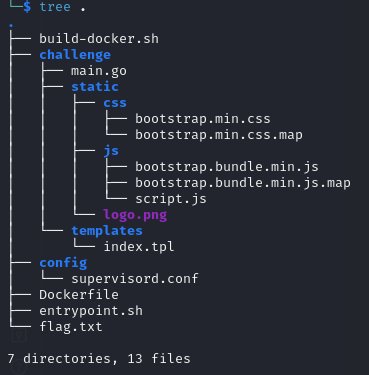 └─$ tree .
.
├── build-docker.sh
├── challenge
│   ├── main.go
│   ├── static
│   │   ├── css
│   │   │   ├── bootstrap.min.css
│   │   │   └── bootstrap.min.css.map
│   │   ├── js
│   │   │   ├── bootstrap.bundle.min.js
│   │   │   ├── bootstrap.bundle.min.js.map
│   │   │   └── script.js
│   │   └── logo.png
│   └── templates
│       └── index.tpl
├── config
│   └── supervisord.conf
├── Dockerfile
├── entrypoint.sh
└── flag.txt
7 directories, 13 files